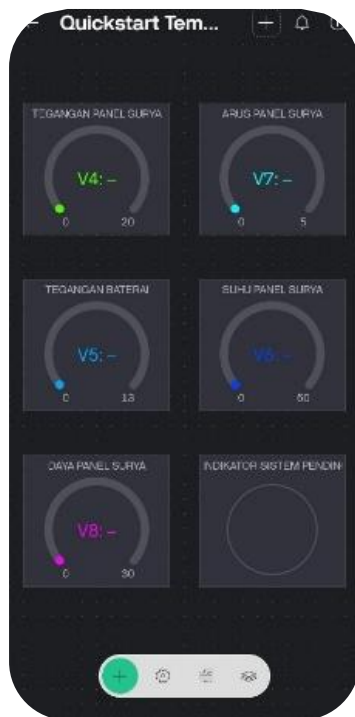 Quickstart Tem...
TEGANGAN PANEL SURYA
V4: –
0 20
ARUS PANEL SURYA
V7: –
0 5
TEGANGAN BATERAI
V5: –
0 13
SUHU PANEL SURYA
V6: –
0 50
DAYA PANEL SURYA
V8: –
0 30
INDIKATOR SISTEM PENDIN